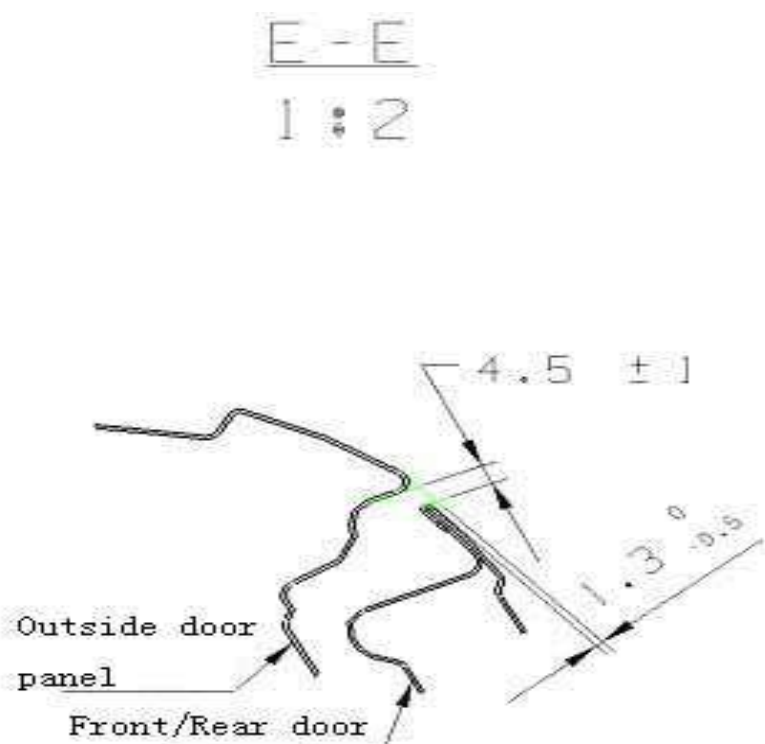 E-E
1:2
4.5 ±1
1.3 0 -0.5
Outside door
panel
Front/Rear door